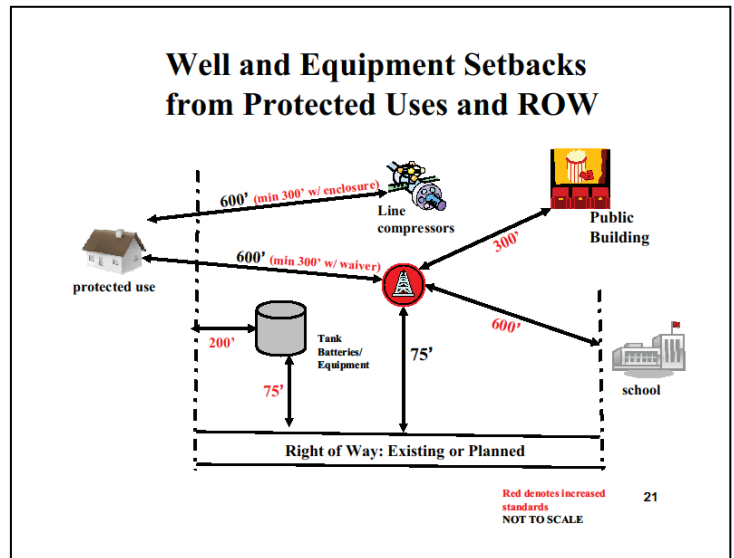 Well and Equipment Setbacks
from Protected Uses and ROW
600’ (min 300’ w/ enclosure)
Line
compressors
Public
Building
300’
600’ (min 300’ w/ waiver)
protected use
200’
Tank
Batteries/
Equipment
75’
75’
600’
school
Right of Way: Existing or Planned
Red denotes increased
standards
NOT TO SCALE
21